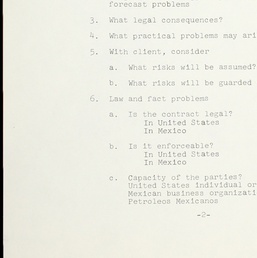 forecast problems
3. What legal consequences?
4. What practical problems may ari
5. With client, consider
a. What risks will be assumed?
b. What risks will be guarded
6. Law and fact problems
a. Is the contract legal?
In United States
In Mexico
b. Is it enforceable?
In United States
In Mexico
c. Capacity of the parties?
United States individual or
Mexican business organizati
Petroleos Mexicanos
-2-